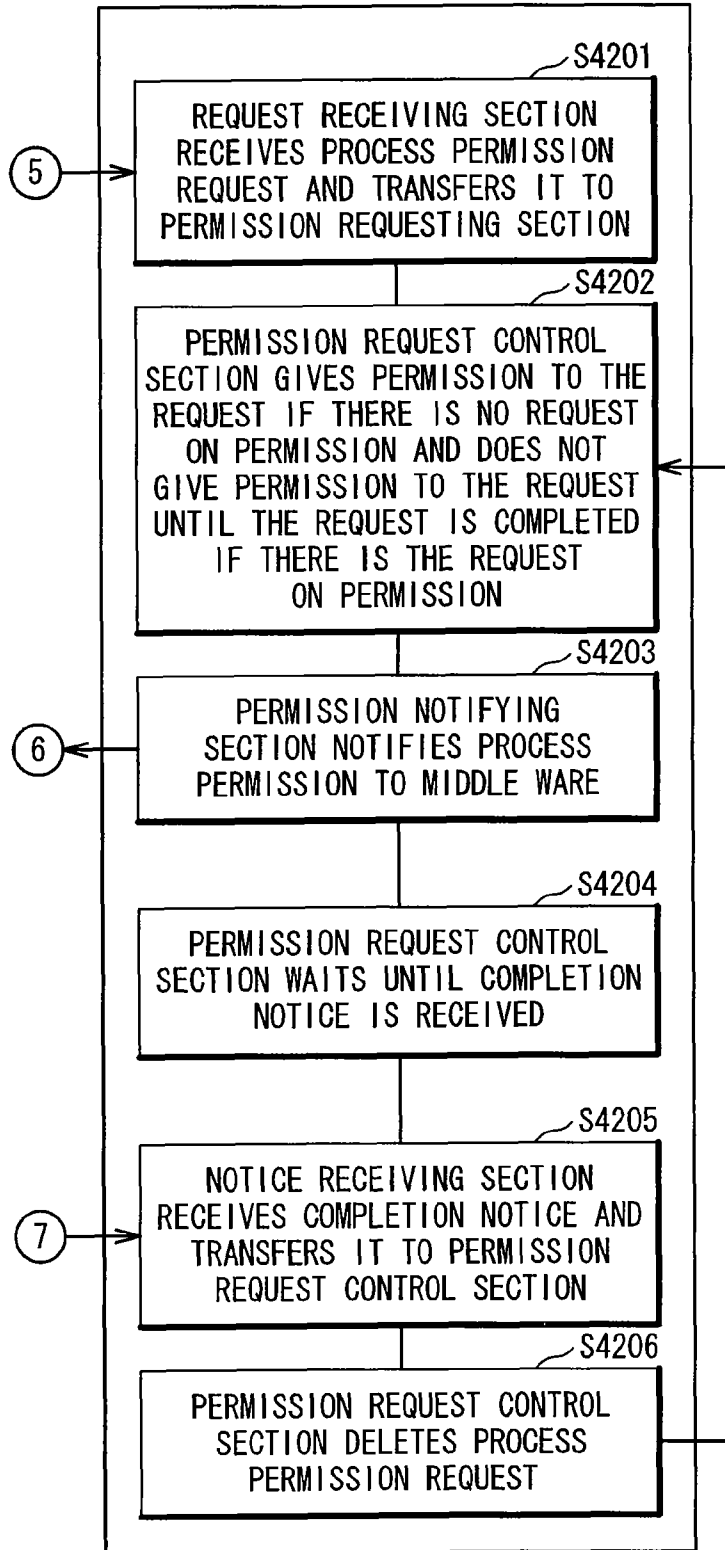 S4201
REQUEST RECEIVING SECTION
RECEIVES PROCESS PERMISSION
REQUEST AND TRANSFERS IT TO
PERMISSION REQUESTING SECTION
5
S4202
PERMISSION REQUEST CONTROL
SECTION GIVES PERMISSION TO THE
REQUEST IF THERE IS NO REQUEST
ON PERMISSION AND DOES NOT
GIVE PERMISSION TO THE REQUEST
UNTIL THE REQUEST IS COMPLETED
IF THERE IS THE REQUEST
ON PERMISSION
S4203
PERMISSION NOTIFYING
SECTION NOTIFIES PROCESS
PERMISSION TO MIDDLE WARE
6
S4204
PERMISSION REQUEST CONTROL
SECTION WAITS UNTIL COMPLETION
NOTICE IS RECEIVED
S4205
NOTICE RECEIVING SECTION
RECEIVES COMPLETION NOTICE AND
TRANSFERS IT TO PERMISSION
REQUEST CONTROL SECTION
7
S4206
PERMISSION REQUEST CONTROL
SECTION DELETES PROCESS
PERMISSION REQUEST